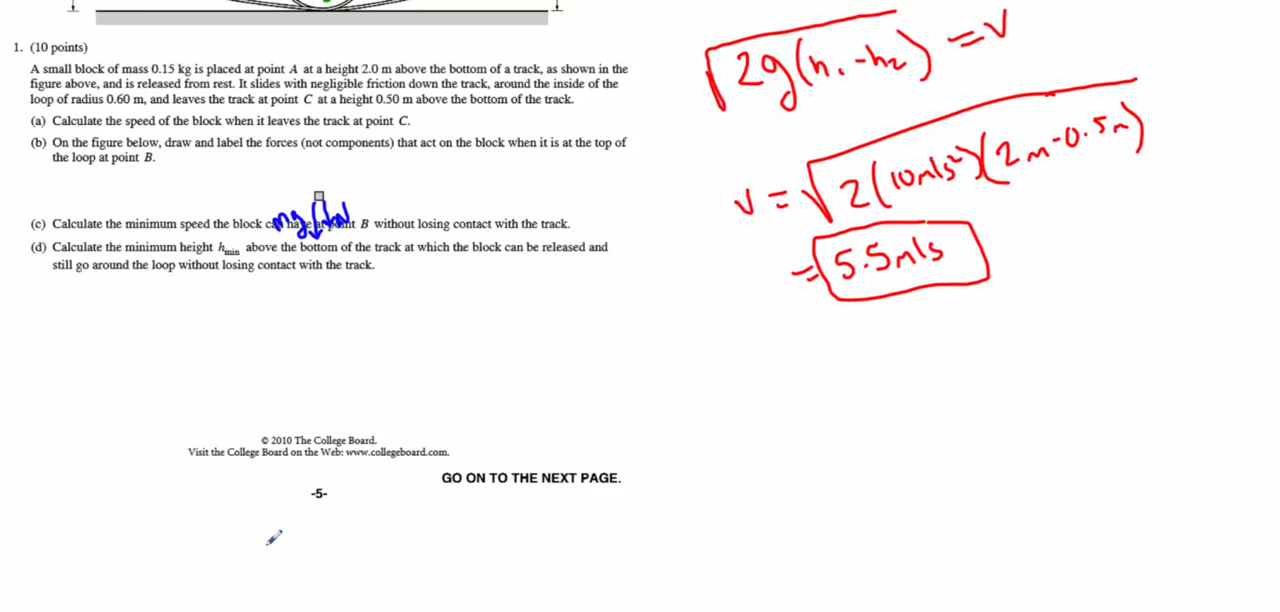 1. (10 points)
A small block of mass 0.15 kg is placed at point A at a height 2.0 m above the bottom of a track, as shown in the
figure above, and is released from rest. It slides with negligible friction down the track, around the inside of the
loop of radius 0.60 m, and leaves the track at point C at a height 0.50 m above the bottom of the track.
(a) Calculate the speed of the block when it leaves the track at point C.
(b) On the figure below, draw and label the forces (not components) that act on the block when it is at the top of
the loop at point B.
mg
(c) Calculate the minimum speed the block can have at point B without losing contact with the track.
(d) Calculate the minimum height hmin above the bottom of the track at which the block can be released and
still go around the loop without losing contact with the track.
© 2010 The College Board.
Visit the College Board on the Web: www.collegeboard.com.
GO ON TO THE NEXT PAGE.
-5-
√2g(h₁-h₂) = v
v = √2(10m/s²)(2m-0.5m)
= 5.5m/s